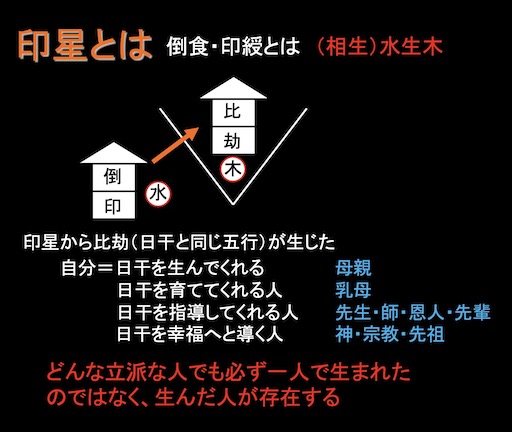 印星とは 倒食・印綬とは （相生）水生木
比
劫
木
倒
印
水
印星から比劫（日干と同じ五行）が生じた
自分＝日干を生んでくれる 母親
日干を育ててくれる人 乳母
日干を指導してくれる人 先生・師・恩人・先輩
日干を幸福へと導く人 神・宗教・先祖
どんな立派な人でも必ず一人で生まれた
のではなく、生んだ人が存在する